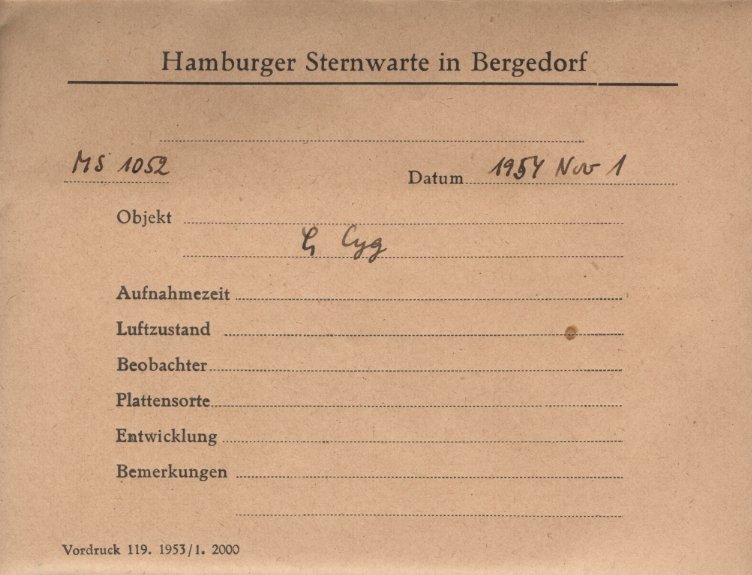 Hamburger Sternwarte in Bergedorf
MS 1052
Datum 1954 Nov 1
Objekt
Cyg
Aufnahmezeit
Luftzustand
Beobachter
Plattensorte
Entwicklung
Bemerkungen
Vordruck 119. 1953/1. 2000